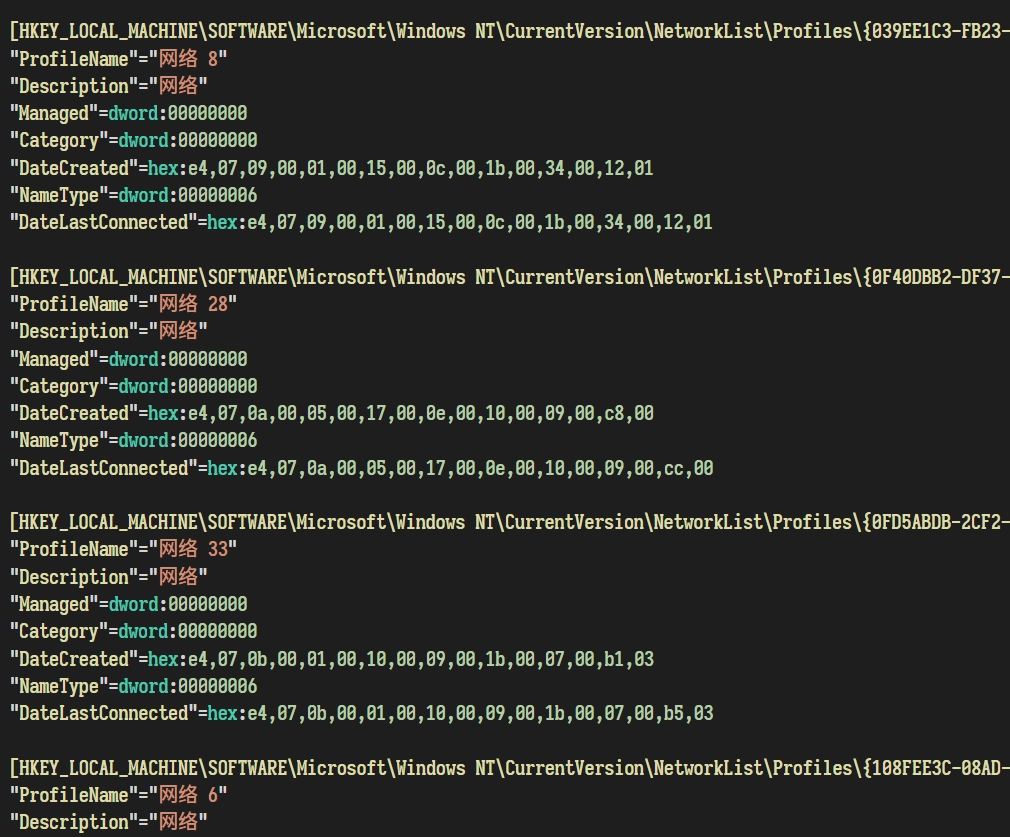 [HKEY_LOCAL_MACHINE\SOFTWARE\Microsoft\Windows NT\CurrentVersion\NetworkList\Profiles\{039EE1C3-FB23-
"ProfileName"="网络 8"
"Description"="网络"
"Managed"=dword:00000000
"Category"=dword:00000000
"DateCreated"=hex:e4,07,09,00,01,00,15,00,0c,00,1b,00,34,00,12,01
"NameType"=dword:00000006
"DateLastConnected"=hex:e4,07,09,00,01,00,15,00,0c,00,1b,00,34,00,12,01
[HKEY_LOCAL_MACHINE\SOFTWARE\Microsoft\Windows NT\CurrentVersion\NetworkList\Profiles\{0F40DBB2-DF37-
"ProfileName"="网络 28"
"Description"="网络"
"Managed"=dword:00000000
"Category"=dword:00000000
"DateCreated"=hex:e4,07,0a,00,05,00,17,00,0e,00,10,00,09,00,c8,00
"NameType"=dword:00000006
"DateLastConnected"=hex:e4,07,0a,00,05,00,17,00,0e,00,10,00,09,00,cc,00
[HKEY_LOCAL_MACHINE\SOFTWARE\Microsoft\Windows NT\CurrentVersion\NetworkList\Profiles\{0FD5ABDB-2CF2-
"ProfileName"="网络 33"
"Description"="网络"
"Managed"=dword:00000000
"Category"=dword:00000000
"DateCreated"=hex:e4,07,0b,00,01,00,10,00,09,00,1b,00,07,00,b1,03
"NameType"=dword:00000006
"DateLastConnected"=hex:e4,07,0b,00,01,00,10,00,09,00,1b,00,07,00,b5,03
[HKEY_LOCAL_MACHINE\SOFTWARE\Microsoft\Windows NT\CurrentVersion\NetworkList\Profiles\{108FEE3C-08AD-
"ProfileName"="网络 6"
"Description"="网络"